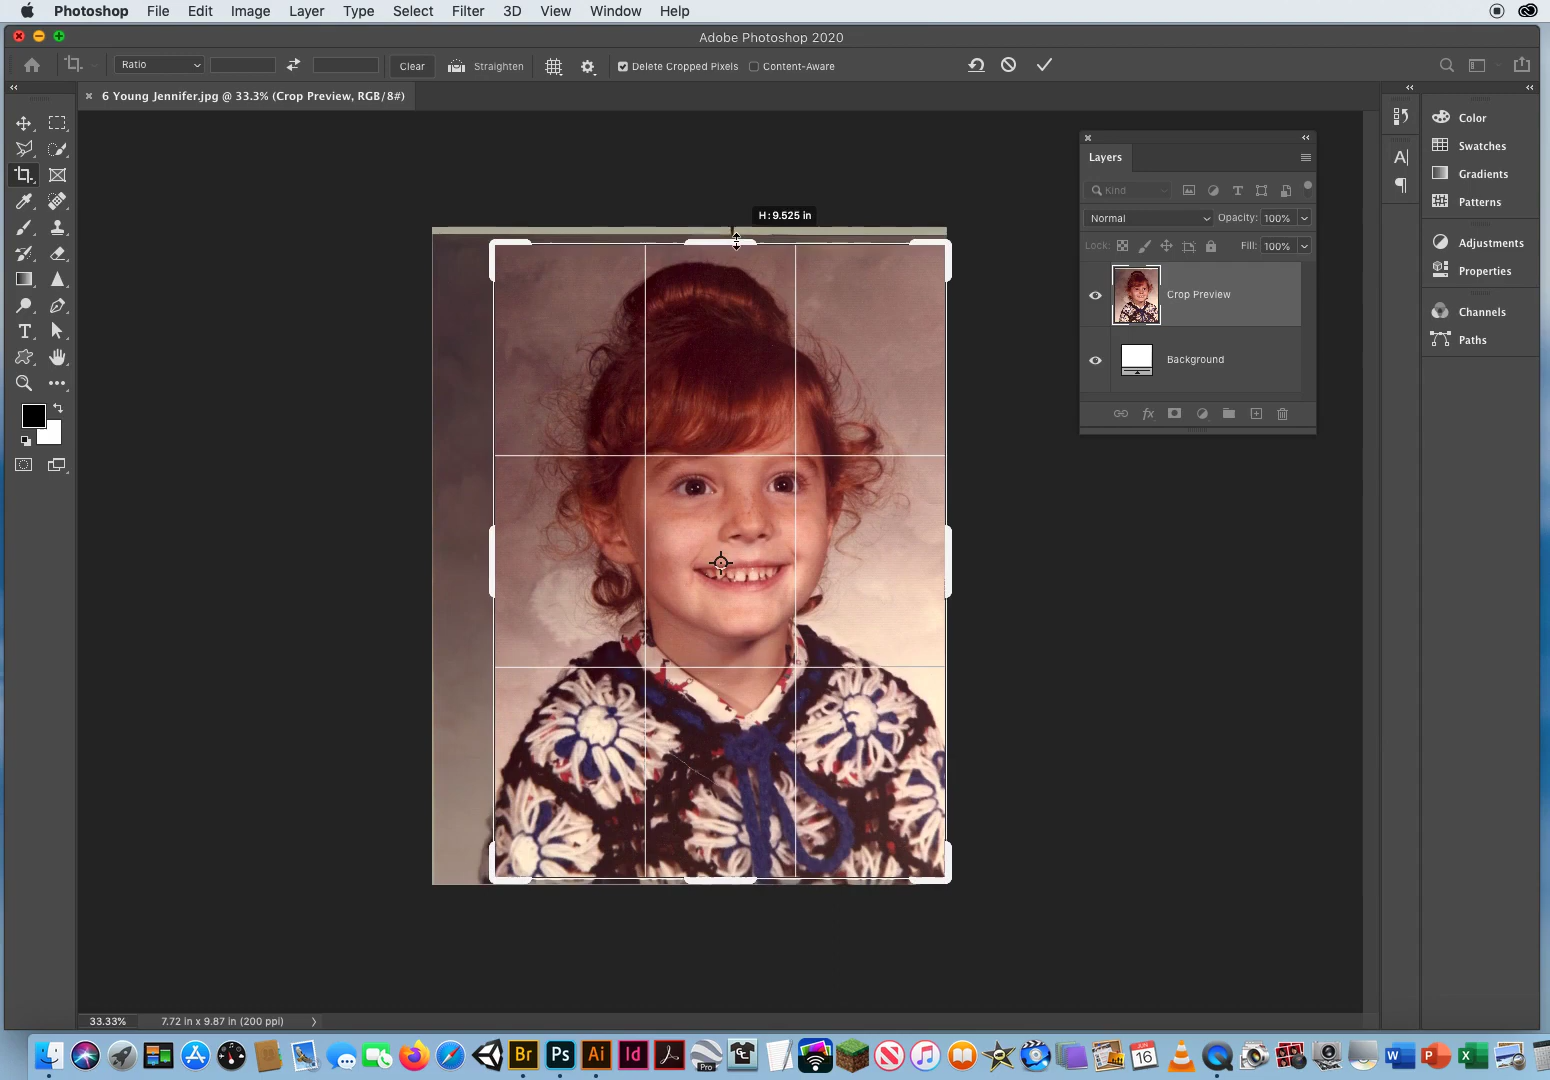 Photoshop File Edit Image Layer Type Select Filter 3D View Window Help
Adobe Photoshop 2020
Ratio Clear Straighten Delete Cropped Pixels Content-Aware
6 Young Jennifer.jpg @ 33.3% (Crop Preview, RGB/8#)
H: 9.525 in
Layers
Kind
Normal Opacity: 100%
Lock: Fill: 100%
Crop Preview
Background
Color
Swatches
Gradients
Patterns
Adjustments
Properties
Channels
Paths
33.33% 7.72 in x 9.87 in (200 ppi)
Br Ps Ai Id Pro JUN 16 W P X